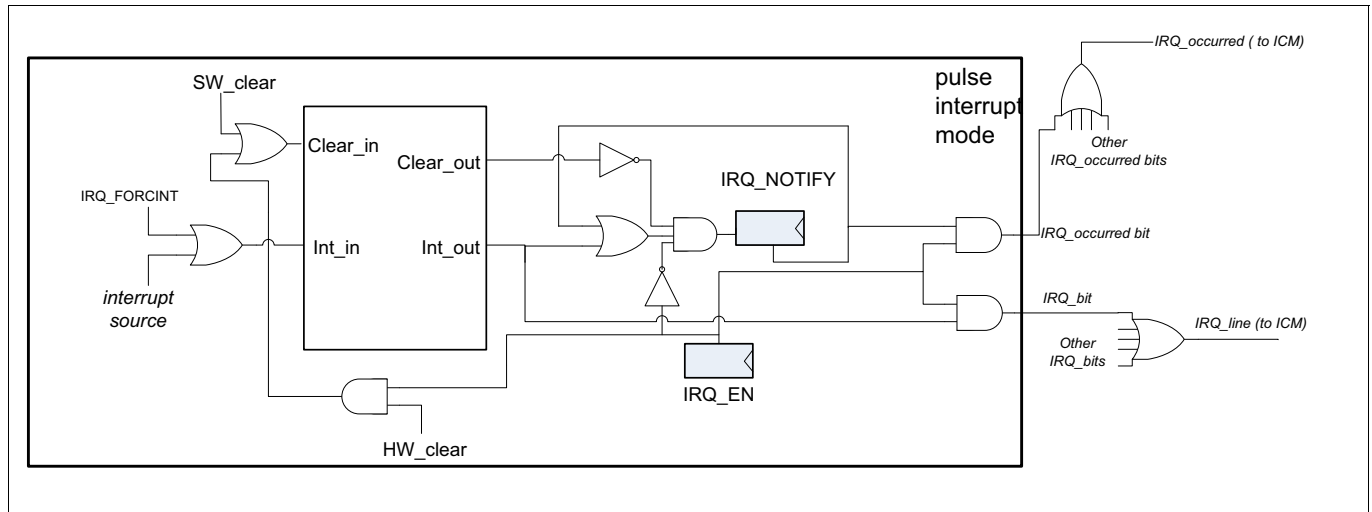 IRQ_occurred ( to ICM)
pulse
interrupt
mode
SW_clear
Other
IRQ_occurred bits
Clear_in
Clear_out
IRQ_NOTIFY
IRQ_FORCINT
IRQ_occurred bit
Int_in
Int_out
interrupt
source
IRQ_bit
IRQ_line (to ICM)
Other
IRQ_bits
IRQ_EN
HW_clear